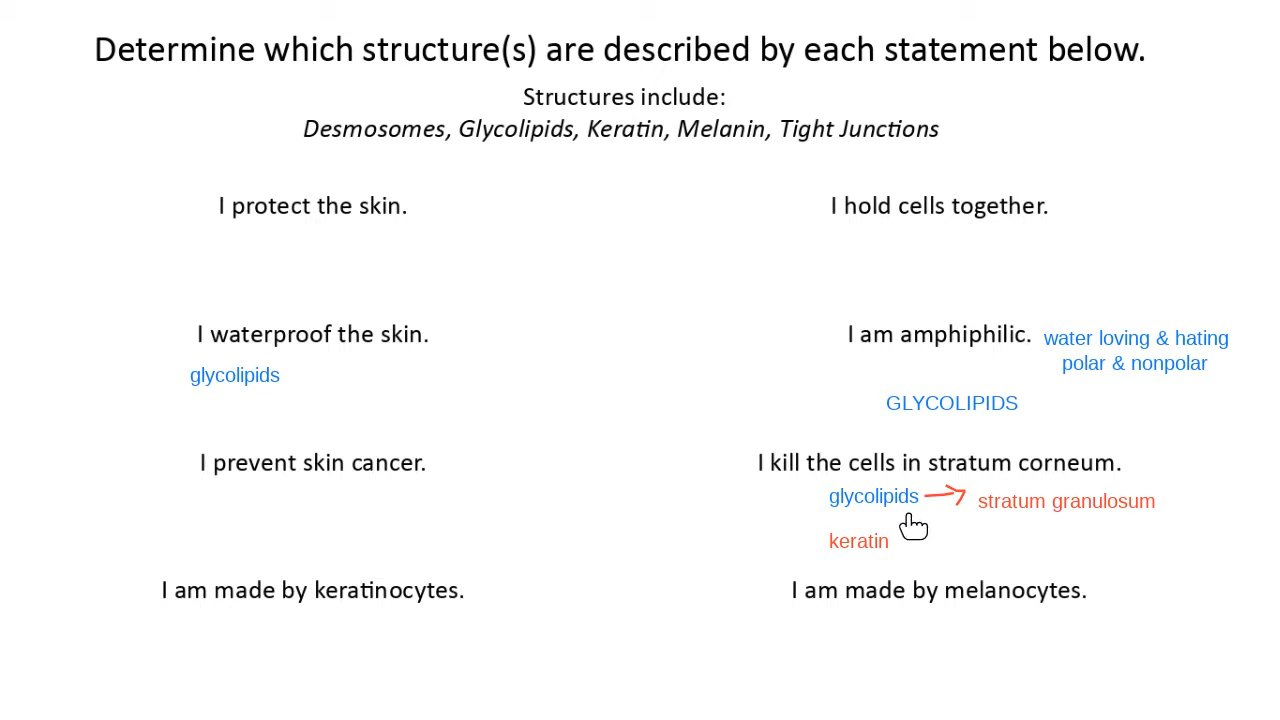 Determine which structure(s) are described by each statement below.
Structures include:
Desmosomes, Glycolipids, Keratin, Melanin, Tight Junctions
I protect the skin.
I hold cells together.
I waterproof the skin.
glycolipids
I am amphiphilic.
water loving & hating
polar & nonpolar
GLYCOLIPIDS
I prevent skin cancer.
I kill the cells in stratum corneum.
glycolipids
stratum granulosum
keratin
I am made by keratinocytes.
I am made by melanocytes.